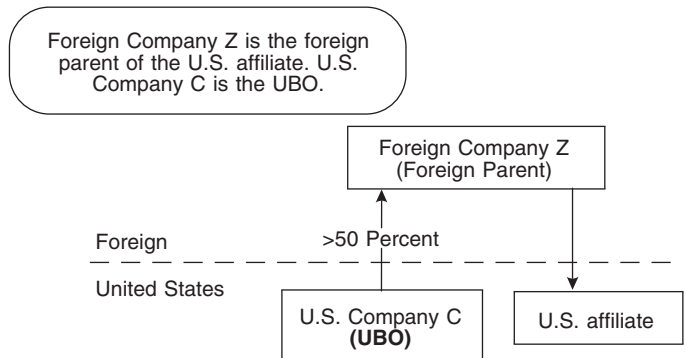 Foreign Company Z is the foreign
parent of the U.S. affiliate. U.S.
Company C is the UBO.
Foreign Company Z
(Foreign Parent)
Foreign
>50 Percent
United States
U.S. Company C
(UBO)
U.S. affiliate